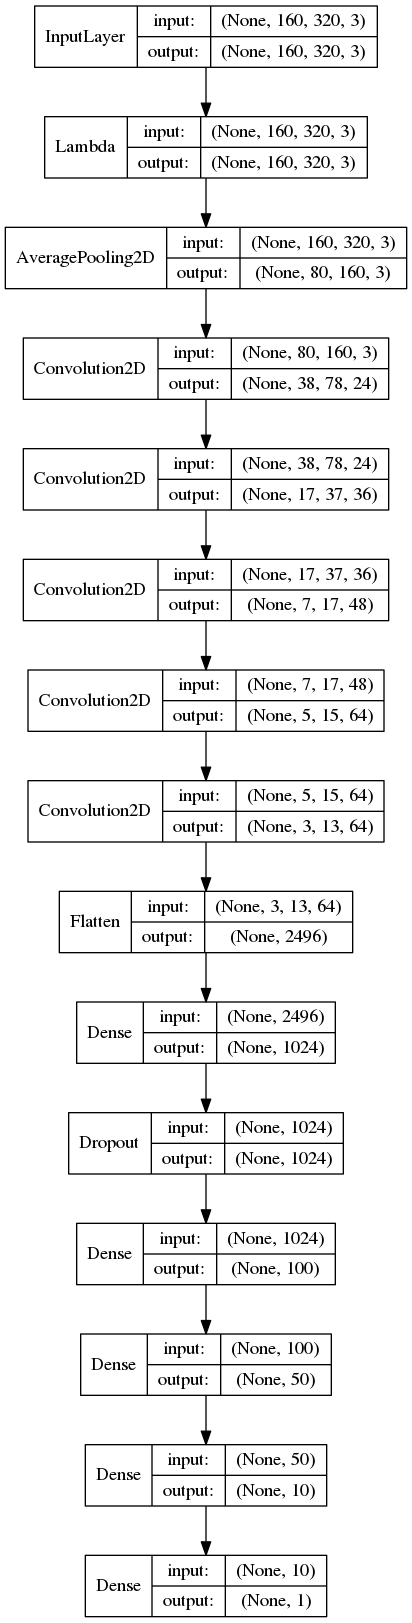 InputLayer
input: (None, 160, 320, 3)
output: (None, 160, 320, 3)
Lambda
input: (None, 160, 320, 3)
output: (None, 160, 320, 3)
AveragePooling2D
input: (None, 160, 320, 3)
output: (None, 80, 160, 3)
Convolution2D
input: (None, 80, 160, 3)
output: (None, 38, 78, 24)
Convolution2D
input: (None, 38, 78, 24)
output: (None, 17, 37, 36)
Convolution2D
input: (None, 17, 37, 36)
output: (None, 7, 17, 48)
Convolution2D
input: (None, 7, 17, 48)
output: (None, 5, 15, 64)
Convolution2D
input: (None, 5, 15, 64)
output: (None, 3, 13, 64)
Flatten
input: (None, 3, 13, 64)
output: (None, 2496)
Dense
input: (None, 2496)
output: (None, 1024)
Dropout
input: (None, 1024)
output: (None, 1024)
Dense
input: (None, 1024)
output: (None, 100)
Dense
input: (None, 100)
output: (None, 50)
Dense
input: (None, 50)
output: (None, 10)
Dense
input: (None, 10)
output: (None, 1)